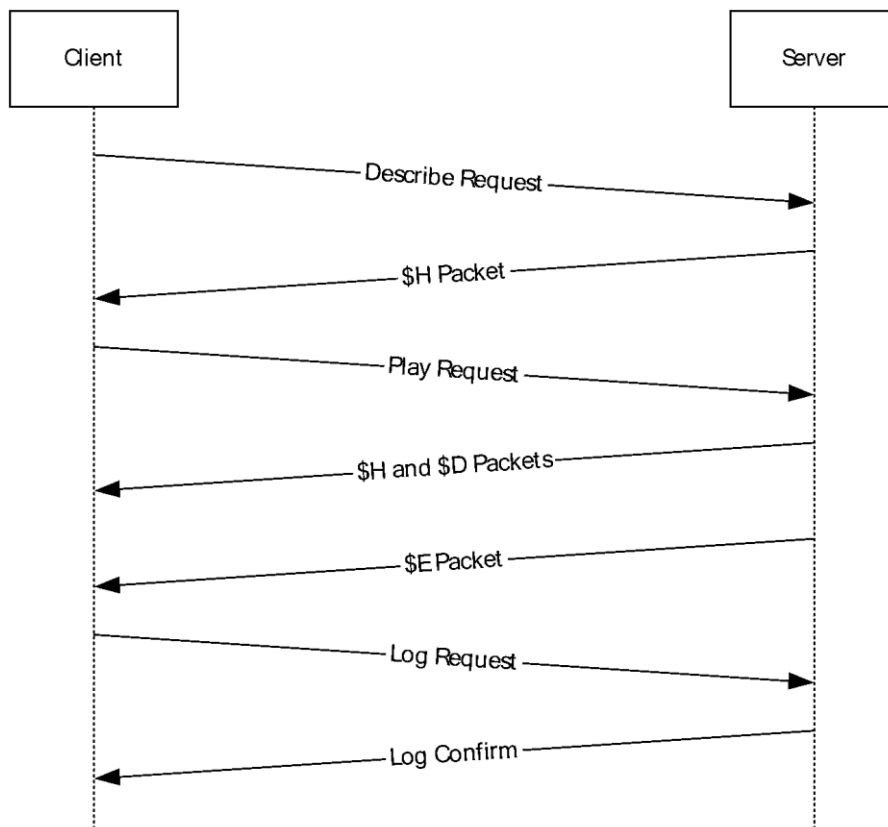 Client
Server
Describe Request
$H Packet
Play Request
$H and $D Packets
$E Packet
Log Request
Log Confirm